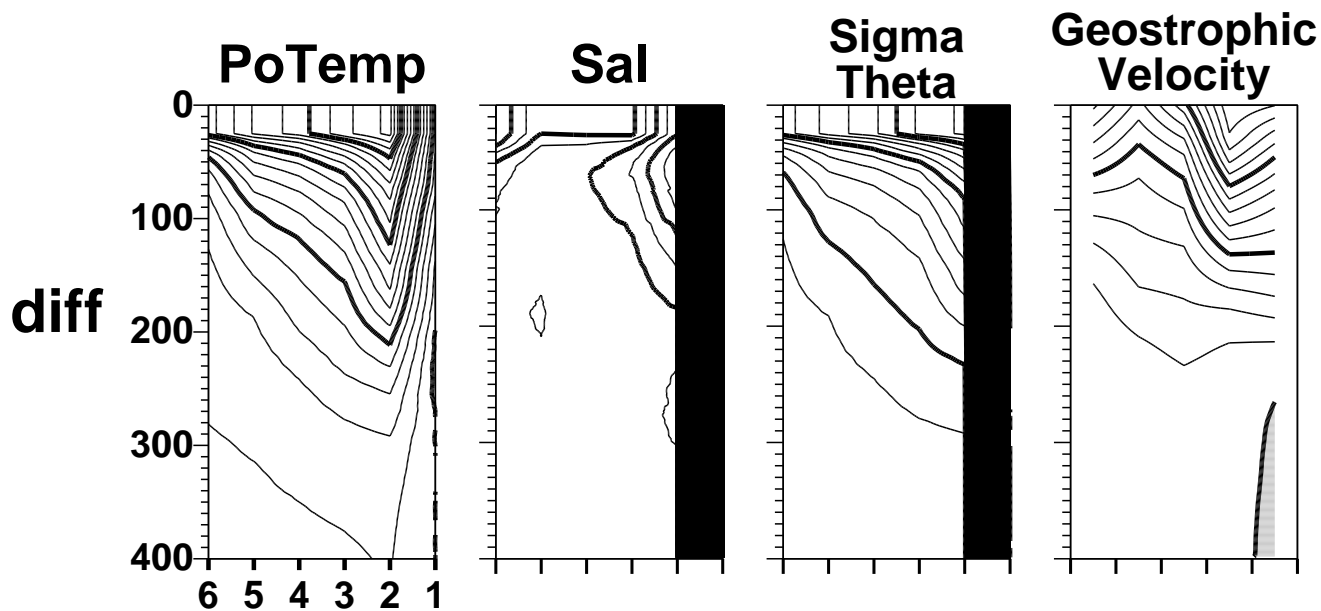 PoTemp
Sal
Sigma
Theta
Geostrophic
Velocity
diff
0
100
200
300
400
6 5 4 3 2 1